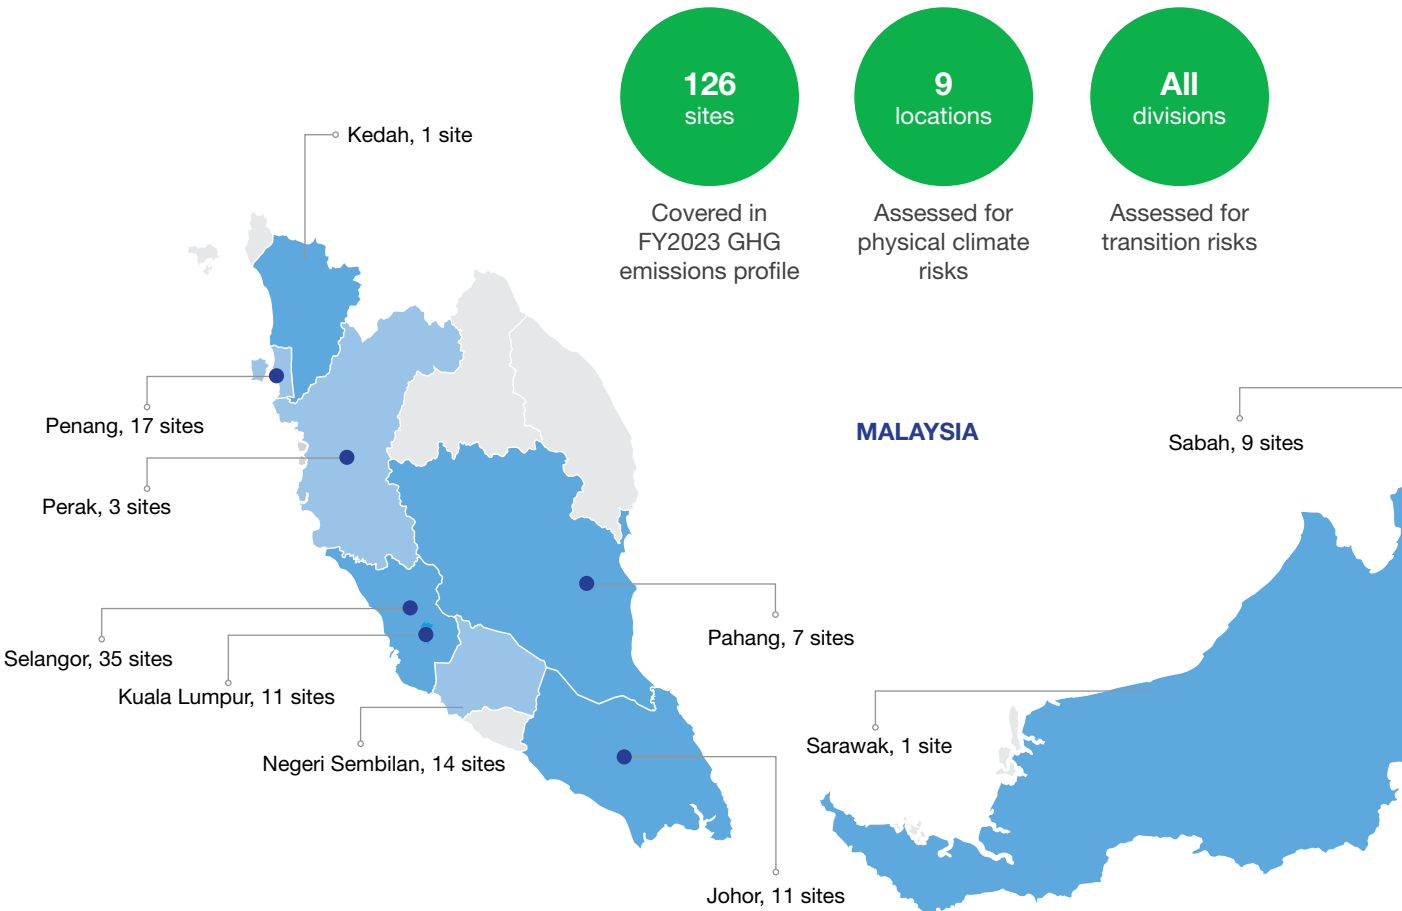 126
sites
Covered in
FY2023 GHG
emissions profile
9
locations
Assessed for
physical climate
risks
All
divisions
Assessed for
transition risks
Kedah, 1 site
Penang, 17 sites
Perak, 3 sites
Selangor, 35 sites
Kuala Lumpur, 11 sites
Negeri Sembilan, 14 sites
Pahang, 7 sites
Johor, 11 sites
MALAYSIA
Sabah, 9 sites
Sarawak, 1 site